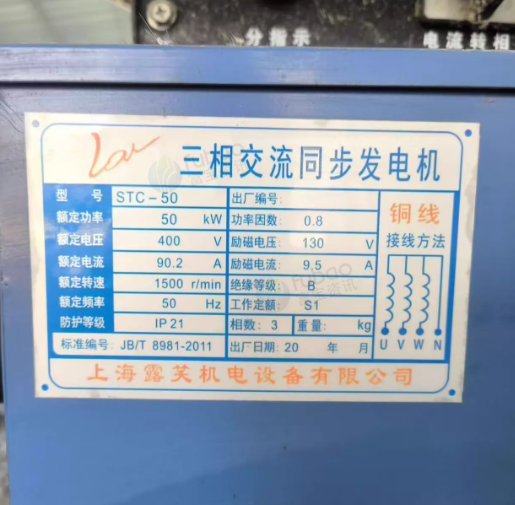 分指示
电流转相
三相交流同步发电机
型 号 STC-50 出厂编号:
额定功率 50 kW 功率因数: 0.8
额定电压 400 V 励磁电压: 130 V
额定电流 90.2 A 励磁电流: 9.5 A
额定转速 1500 r/min 绝缘等级: B
额定频率 50 Hz 工作定额: S1
防护等级 IP 21 相数: 3 重量: kg
标准编号: JB/T 8981-2011 出厂日期: 20 年 月
铜线
接线方法
U V W N
上海露芙机电设备有限公司